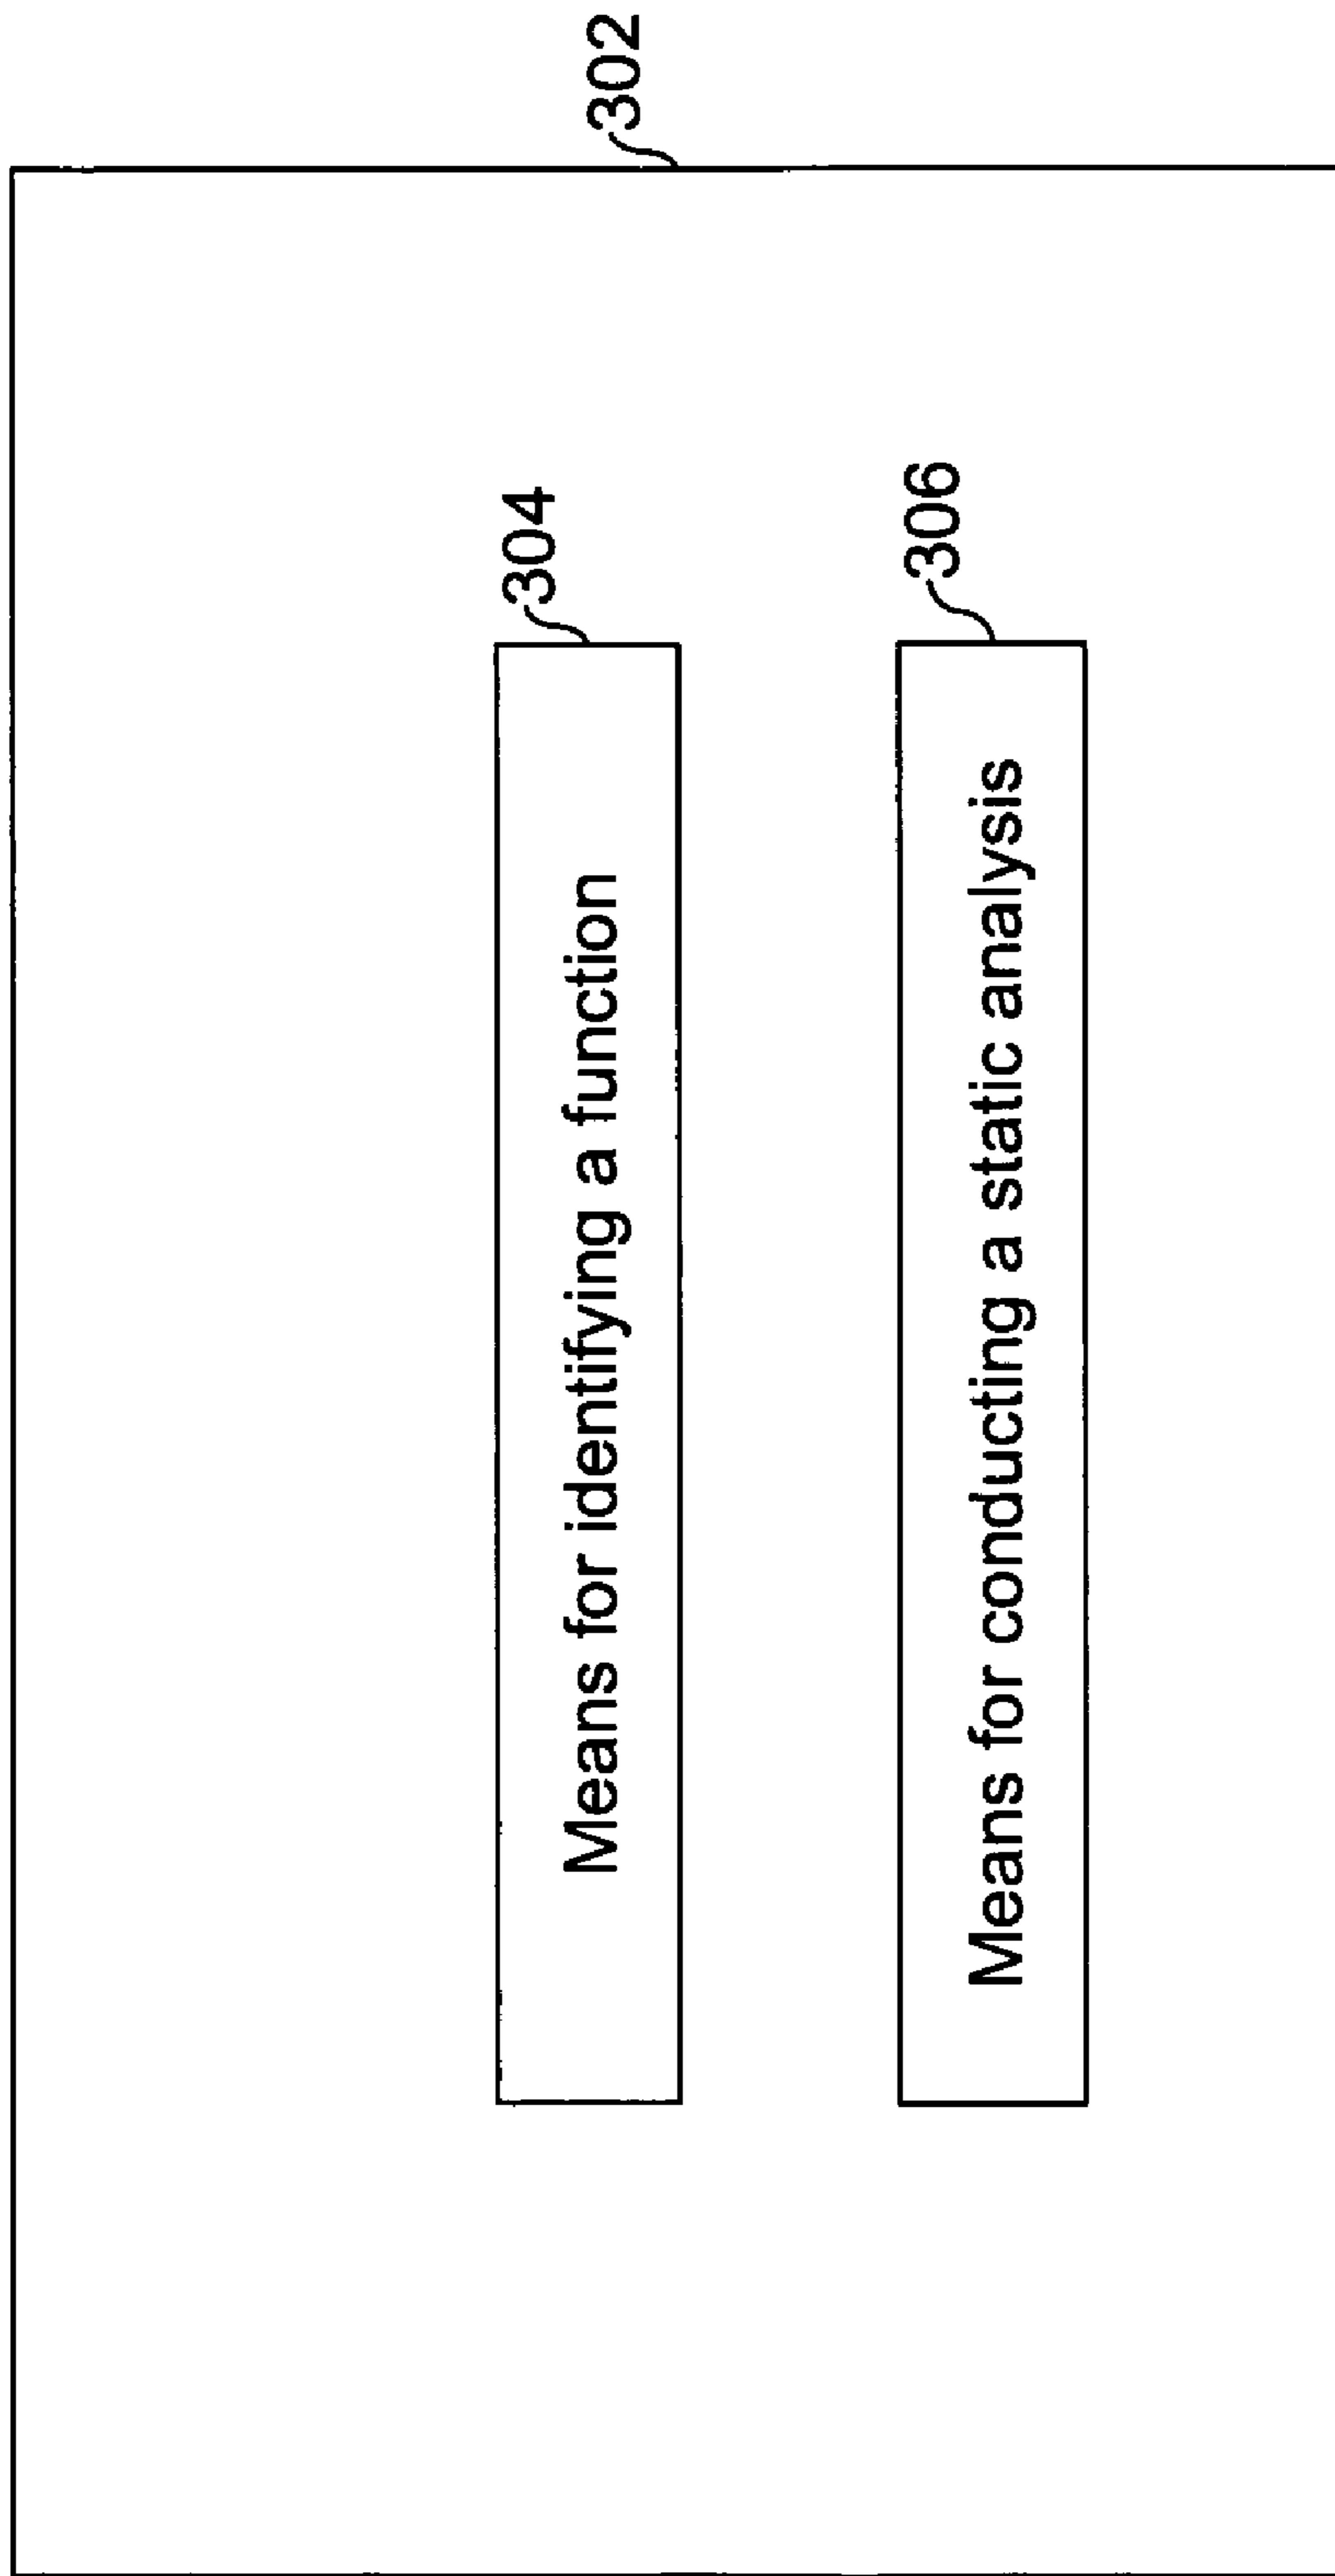 302
304
Means for identifying a function
306
Means for conducting a static analysis